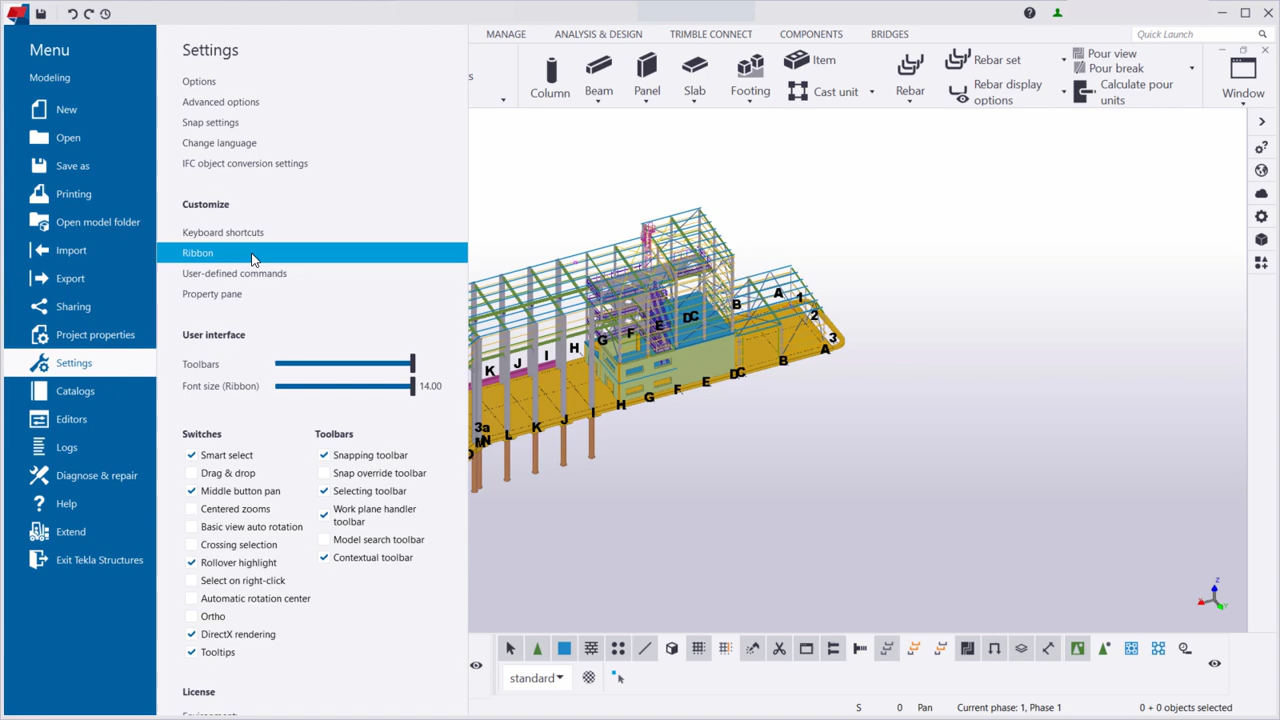 MANAGE ANALYSIS & DESIGN TRIMBLE CONNECT COMPONENTS BRIDGES Quick Launch
Menu
Modeling
New
Open
Save as
Printing
Open model folder
Import
Export
Sharing
Project properties
Settings
Catalogs
Editors
Logs
Diagnose & repair
Help
Extend
Exit Tekla Structures
Settings
Options
Advanced options
Snap settings
Change language
IFC object conversion settings
Customize
Keyboard shortcuts
Ribbon
User-defined commands
Property pane
User interface
Toolbars
Font size (Ribbon) 14.00
Switches
Smart select
Drag & drop
Middle button pan
Centered zooms
Basic view auto rotation
Crossing selection
Rollover highlight
Select on right-click
Automatic rotation center
Ortho
DirectX rendering
Tooltips
Toolbars
Snapping toolbar
Snap override toolbar
Selecting toolbar
Work plane handler
toolbar
Model search toolbar
Contextual toolbar
License
Column
Beam
Panel
Slab
Footing
Item
Cast unit
Rebar
Rebar set
Rebar display
options
Pour view
Pour break
Calculate pour
units
Window
K J I H G F E D C B A 1
2
3
A
B
C
D
E
F
G
H
I
J
K
L
N
M
3a
Z
X
Y
standard
S 0 Pan Current phase: 1, Phase 1 0 + 0 objects selected